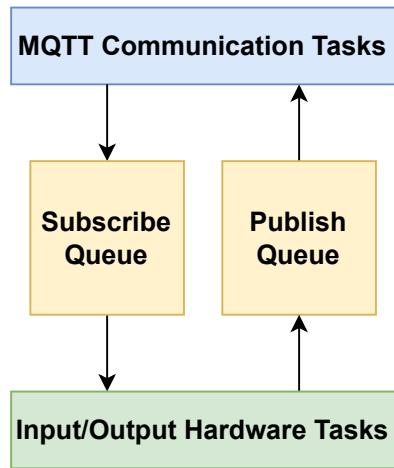 MQTT Communication Tasks
Subscribe
Queue
Publish
Queue
Input/Output Hardware Tasks